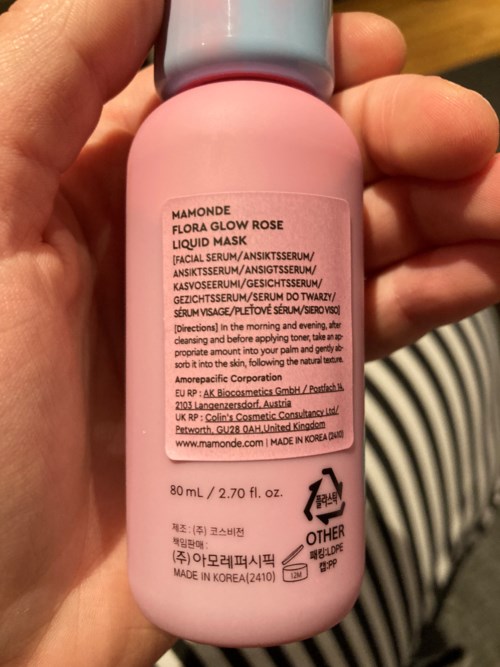 MAMONDE
FLORA GLOW ROSE
LIQUID MASK
[FACIAL SERUM/ANSIKTSSERUM/
ANSIKTSSERUM/ANSIGTSSERUM/
KASVOSEERUMI/GESICHTSSERUM/
GEZICHTSSERUM/SERUM DO TWARZY/
SÉRUM VISAGE/PLEŤOVÉ SÉRUM/SIERO VISO]
[Directions] In the morning and evening, after
cleansing and before applying toner, take an ap-
propriate amount into your palm and gently ab-
sorb it into the skin, following the natural texture.
Amorepacific Corporation
EU RP : AK Biocosmetics GmbH / Postfach 14,
2103 Langenzersdorf, Austria
UK RP : Colin's Cosmetic Consultancy Ltd/
Petworth, GU28 0AH,United Kingdom
www.mamonde.com | MADE IN KOREA (2410)
80 mL / 2.70 fl. oz.
플라스틱
OTHER
패킹:LDPE
캡:PP
제조 : (주) 코스비전
책임판매 :
(주)아모레퍼시픽
MADE IN KOREA(2410)
12M